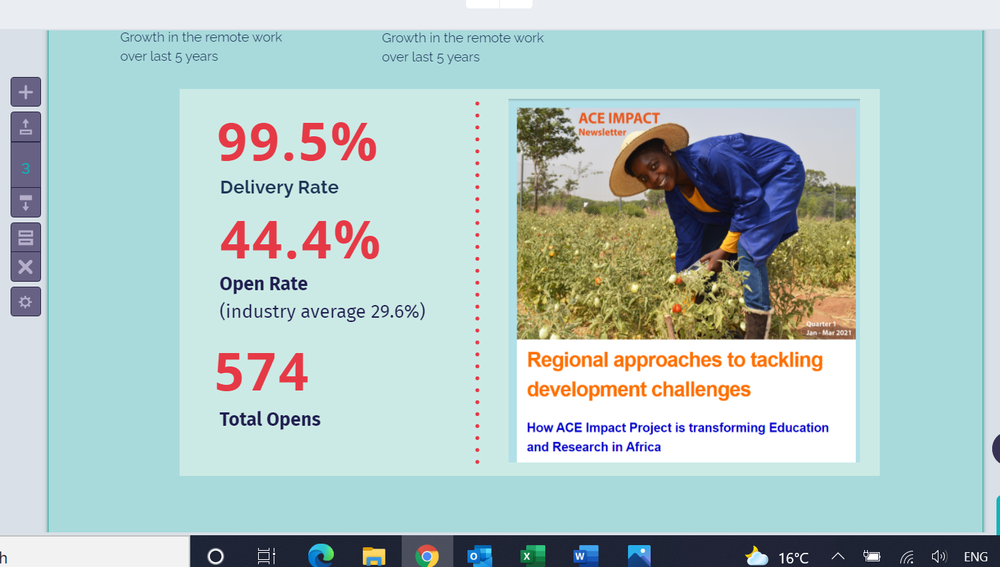 Growth in the remote work
over last 5 years
Growth in the remote work
over last 5 years
3
99.5%
Delivery Rate
44.4%
Open Rate
(industry average 29.6%)
574
Total Opens
ACE IMPACT
Newsletter
Quarter 1
Jan - Mar 2021
Regional approaches to tackling
development challenges
How ACE Impact Project is transforming Education
and Research in Africa
h
16°C
ENG